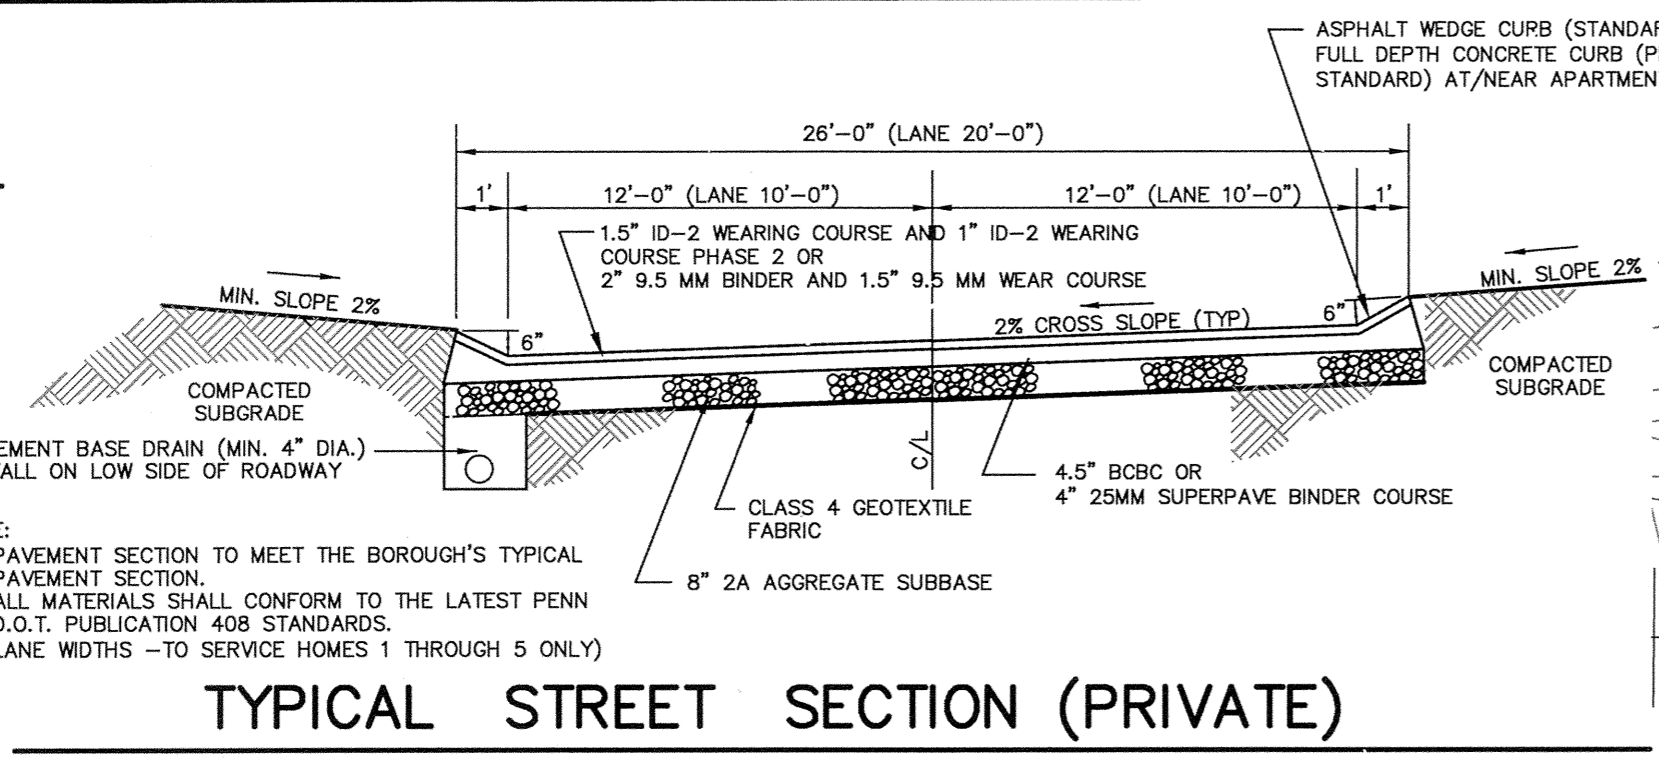 ASPHALT WEDGE CURB
FULL DEPTH CONCRETE CURB
STANDARD) AT/NEAR
26'-0" (LANE 20'-0")
1'
12'-0" (LANE 10'-0")
12'-0" (LANE 10'-0")
1'
1.5" ID-2 WEARING COURSE AND 1" ID-2 WEARING
COURSE PHASE 2 OR
2" 9.5 MM BINDER AND 1.5" 9.5 MM WEAR COURSE
MIN. SLOPE 2%
MIN. SLOPE 2%
6"
2% CROSS SLOPE (TYP)
6"
COMPACTED
SUBGRADE
COMPACTED
SUBGRADE
BASE DRAIN (MIN. 4" DIA.)
ON LOW SIDE OF ROADWAY
C/L
4.5" BCBC OR
4" 25MM SUPERPAVE BINDER COURSE
CLASS 4 GEOTEXTILE
FABRIC
8" 2A AGGREGATE SUBBASE
PAVEMENT SECTION TO MEET THE BOROUGH'S TYPICAL
PAVEMENT SECTION.
ALL MATERIALS SHALL CONFORM TO THE LATEST PENN
D.O.T. PUBLICATION 408 STANDARDS.
LANE WIDTHS -TO SERVICE HOMES 1 THROUGH 5 ONLY)
TYPICAL STREET SECTION (PRIVATE)